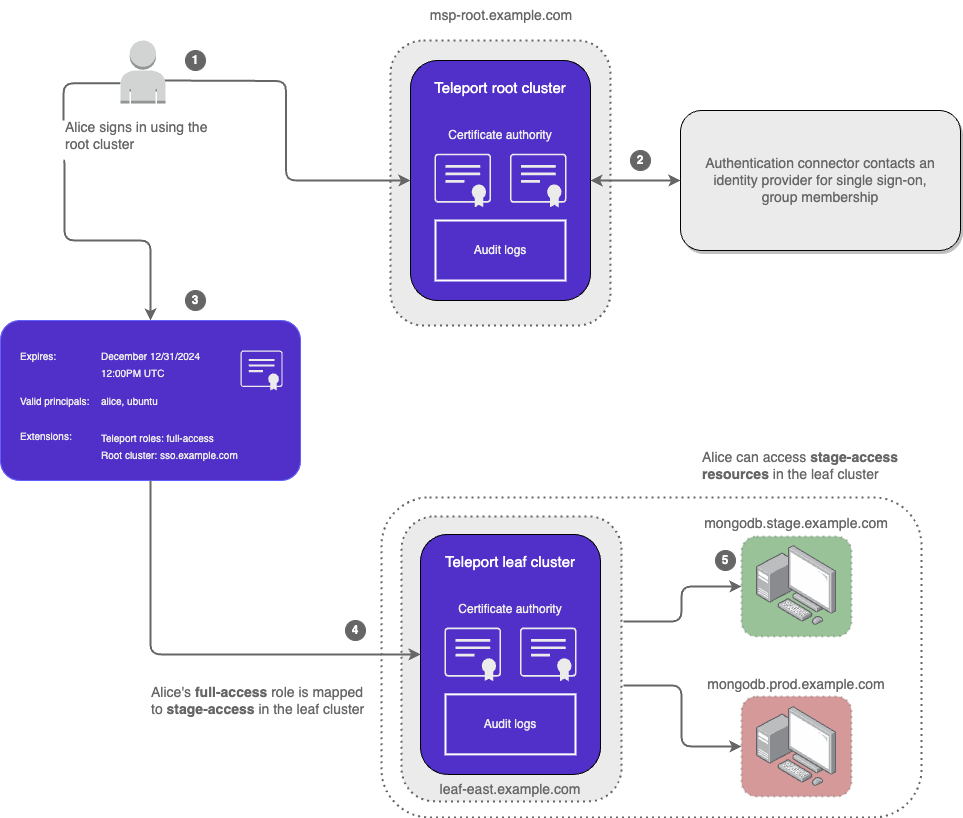 msp-root.example.com
1
Teleport root cluster
Alice signs in using the
root cluster
Certificate authority
2
Authentication connector contacts an
identity provider for single sign-on,
group membership
Audit logs
3
Expires:
December 12/31/2024
12:00PM UTC
Valid principals:
alice, ubuntu
Extensions:
Teleport roles: full-access
Root cluster: sso.example.com
Alice can access stage-access
resources in the leaf cluster
mongodb.stage.example.com
5
Teleport leaf cluster
Certificate authority
4
Alice's full-access role is mapped
to stage-access in the leaf cluster
mongodb.prod.example.com
Audit logs
leaf-east.example.com